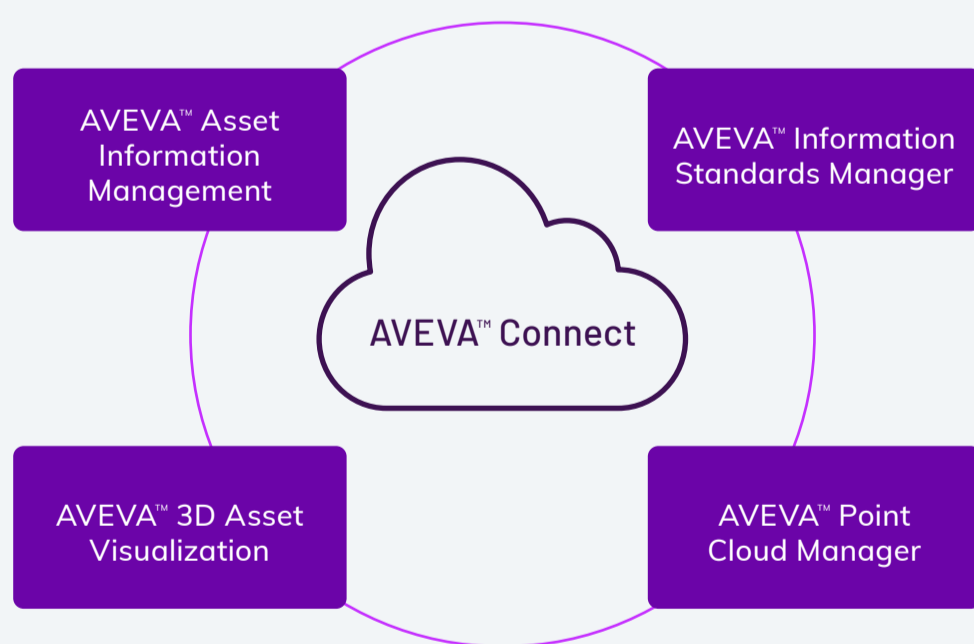 AVEVA™ Asset
Information
Management
AVEVA™ Information
Standards Manager
AVEVA™ Connect
AVEVA™ 3D Asset
Visualization
AVEVA™ Point
Cloud Manager